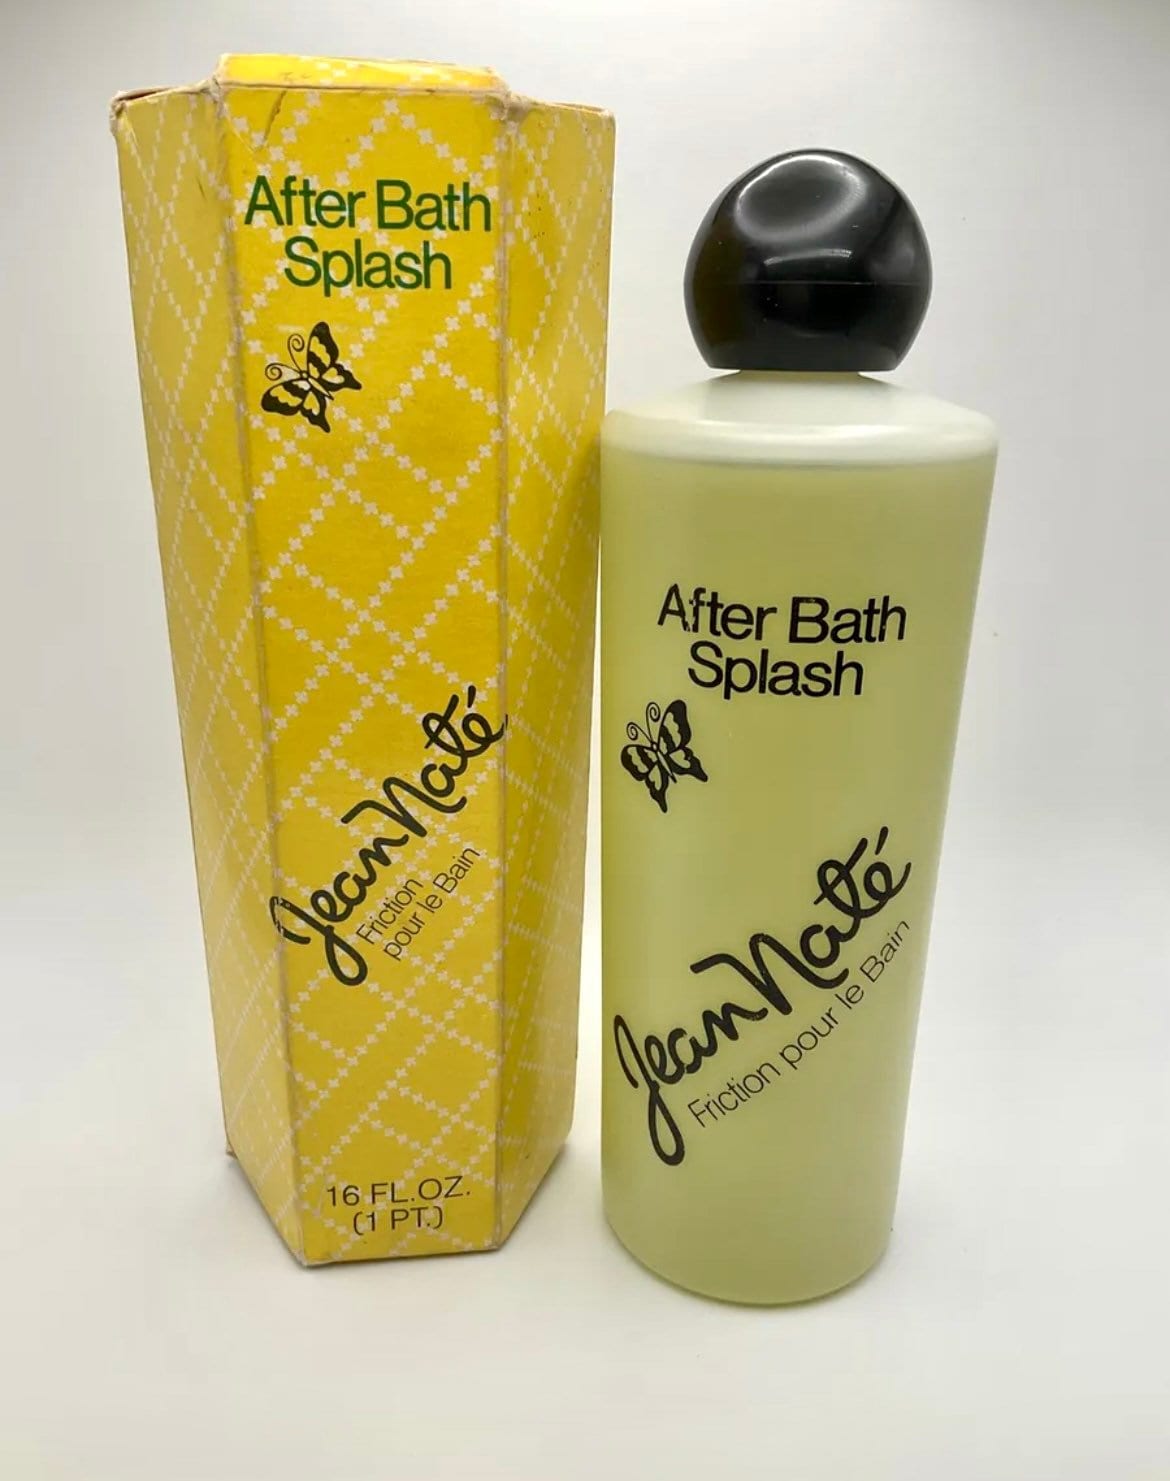 After Bath
Splash
Jean Naté
Friction
pour le Bain
16 FL.OZ.
(1 PT.)
After Bath
Splash
Jean Naté
Friction pour le Bain